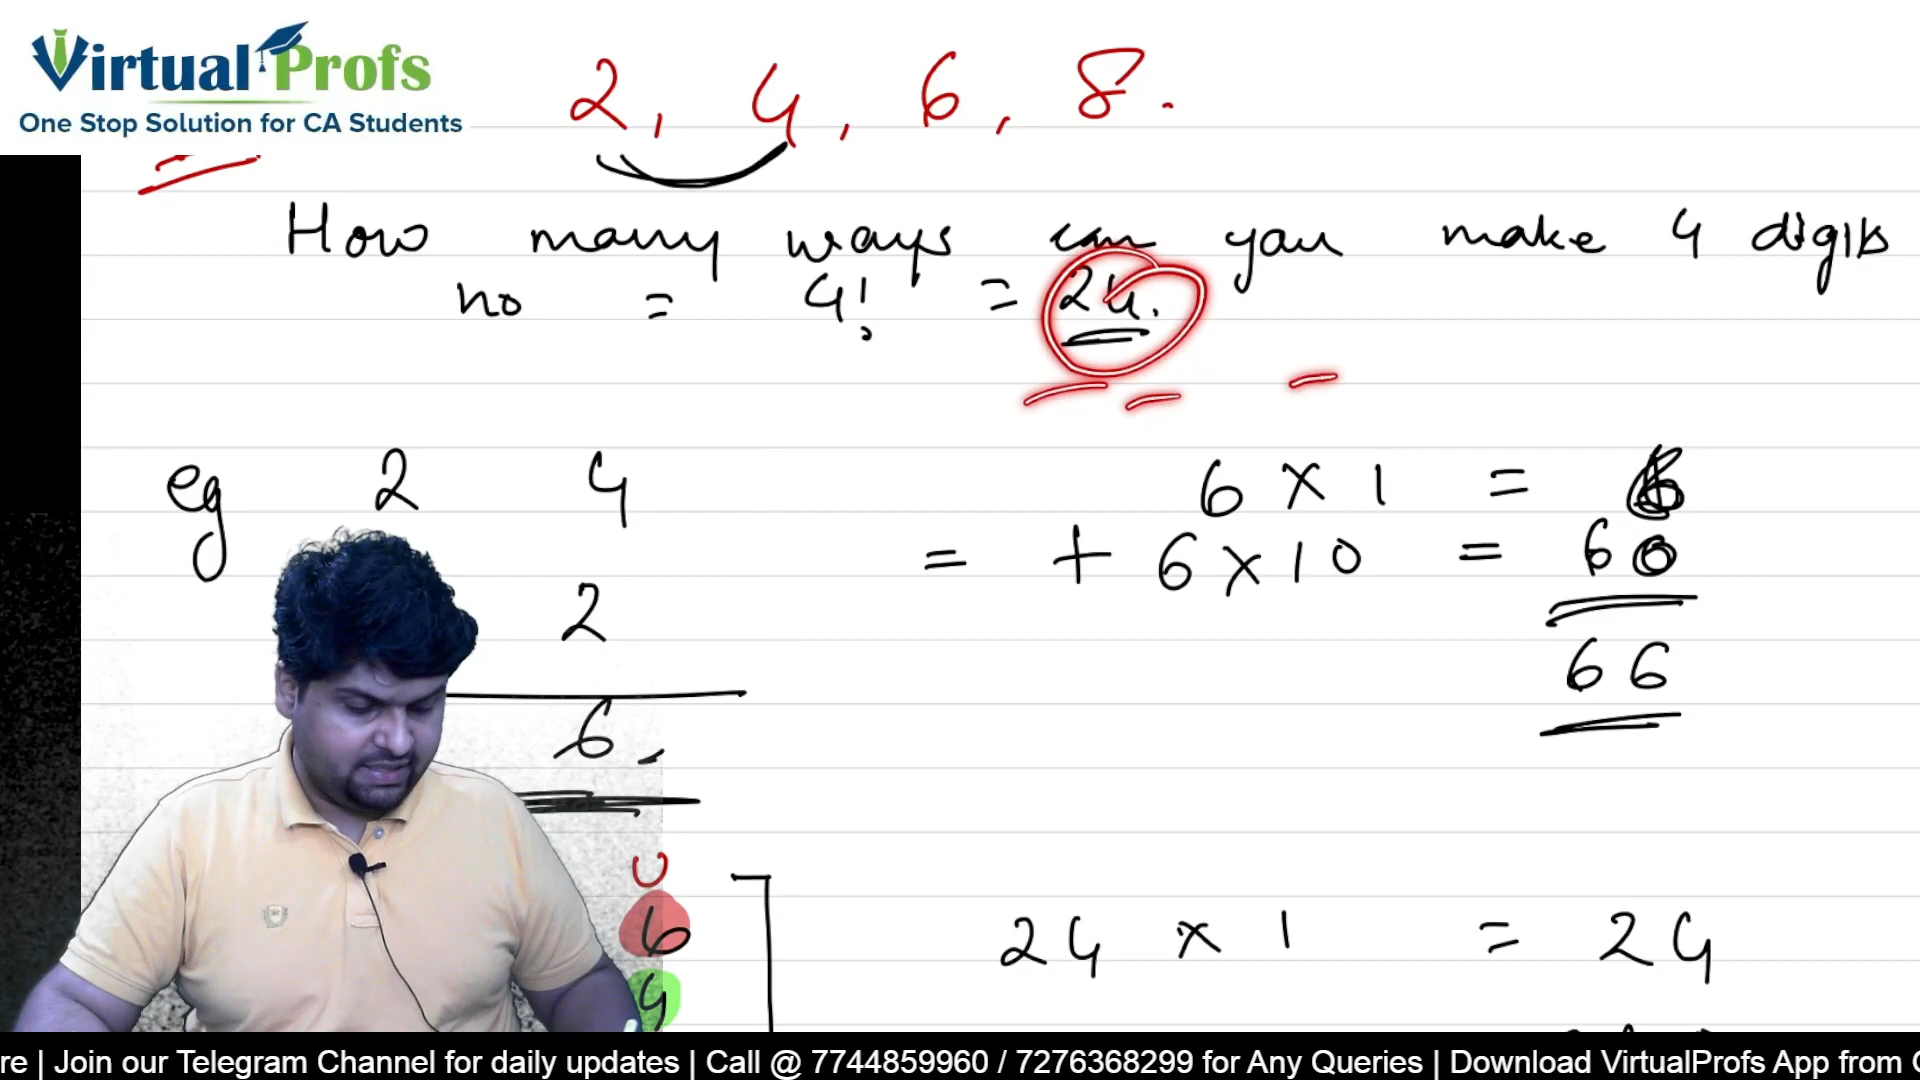 Virtual Profs
One Stop Solution for CA Students
2, 4, 6, 8.
How many ways can you make 4 digits
no = 4! = 24.
eg 2 4
6 x 1 = 6
= + 6 x 10 = 60
2
66
6
6
4
24 x 1 = 24
re | Join our Telegram Channel for daily updates | Call @ 7744859960 / 7276368299 for Any Queries | Download VirtualProfs App from G